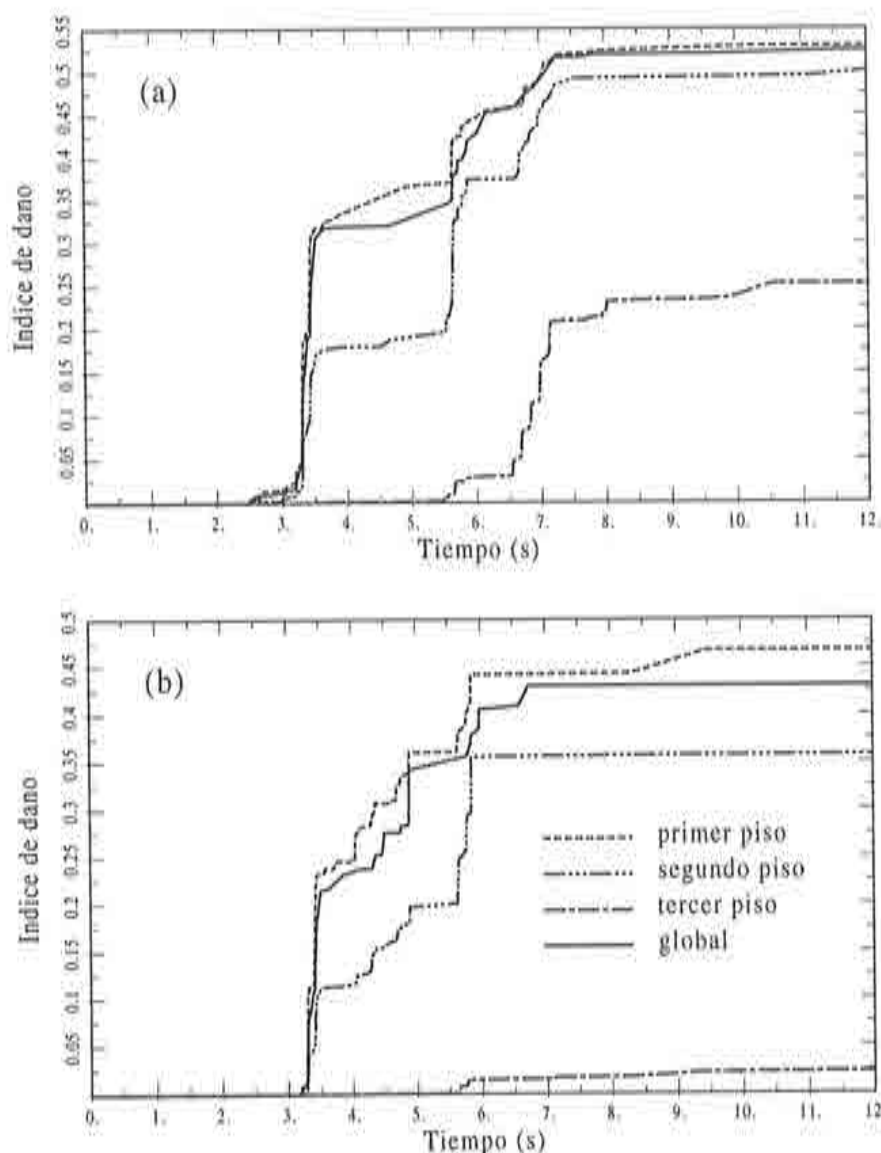 (a)
Indice de dano
0.55
0.5
0.45
0.4
0.35
0.3
0.25
0.2
0.15
0.1
0.05
0. 1. 2. 3. 4. 5. 6. 7. 8. 9. 10. 11. 12.
Tiempo (s)
(b)
Indice de dano
0.5
0.45
0.4
0.35
0.3
0.25
0.2
0.15
0.1
0.05
primer piso
segundo piso
tercer piso
global
0. 1. 2. 3. 4. 5. 6. 7. 8. 9. 10. 11. 12.
Tiempo (s)